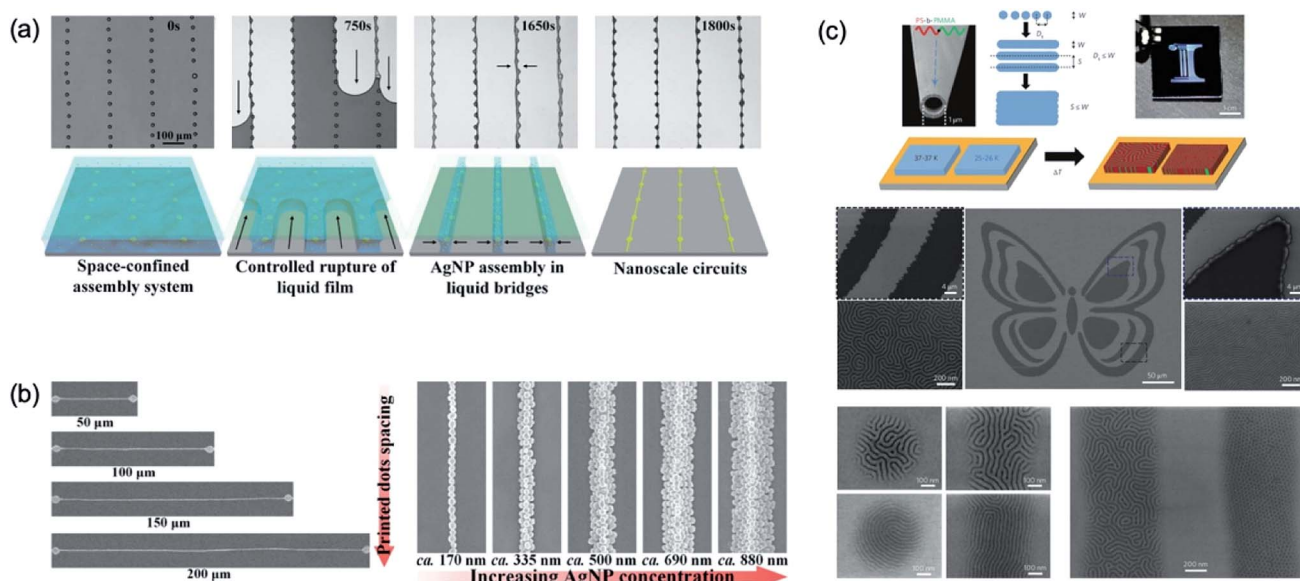 (a)
0s
750s
1650s
1800s
100 μm
Space-confined
assembly system
Controlled rupture of
liquid film
AgNP assembly in
liquid bridges
Nanoscale circuits
(b)
50 μm
100 μm
150 μm
200 μm
Printed dots spacing
ca. 170 nm
ca. 335 nm
ca. 500 nm
ca. 690 nm
ca. 880 nm
Increasing AgNP concentration
(c)
PS-b-PMMA
1 μm
W
W
S
S ≤ W
1 cm
37-37 K
25-26 K
ΔT
4 μm
4 μm
200 nm
50 μm
200 nm
100 nm
100 nm
100 nm
100 nm
200 nm